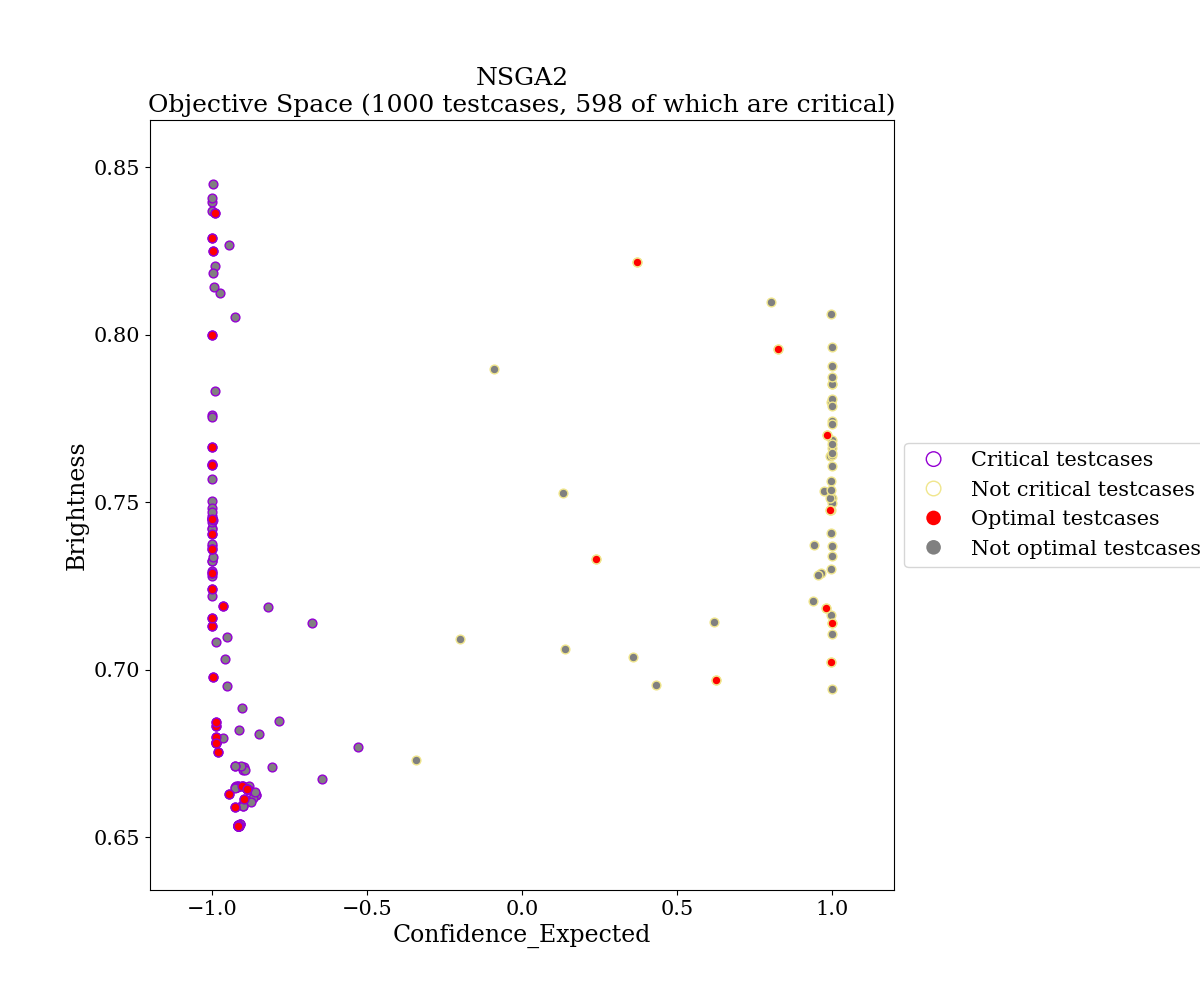 NSGA2
Objective Space (1000 testcases, 598 of which are critical)
0.85
0.80
0.75
0.70
0.65
Brightness
−1.0
−0.5
0.0
0.5
1.0
Confidence_Expected
Critical testcases
Not critical testcases
Optimal testcases
Not optimal testcases